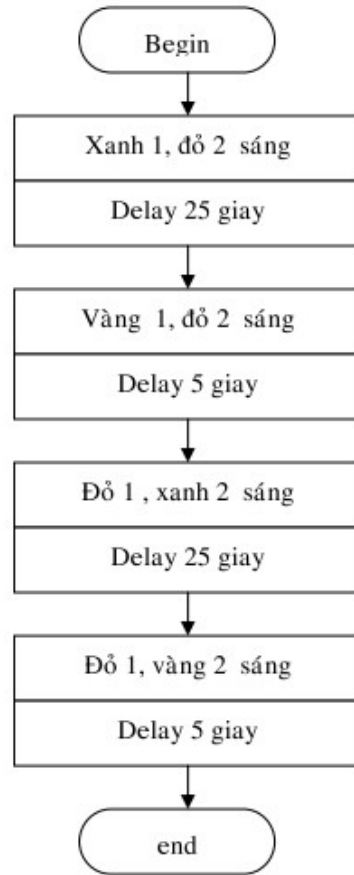 Begin
Xanh 1, đỏ 2 sáng
Delay 25 giay
Vàng 1, đỏ 2 sáng
Delay 5 giay
Đỏ 1 , xanh 2 sáng
Delay 25 giay
Đỏ 1, vàng 2 sáng
Delay 5 giay
end